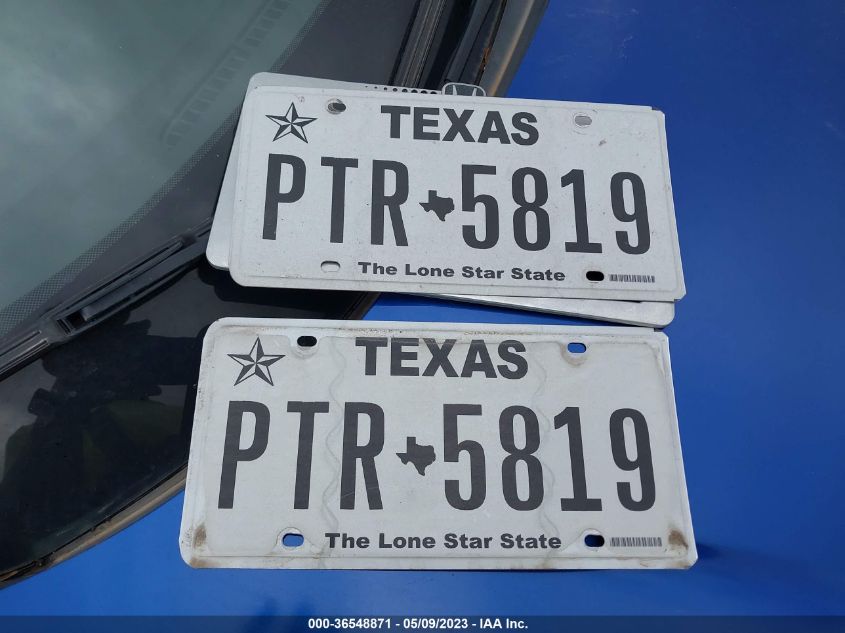 TEXAS
PTR 5819
The Lone Star State
TEXAS
PTR 5819
The Lone Star State
000-36548871 - 05/09/2023 - IAA Inc.